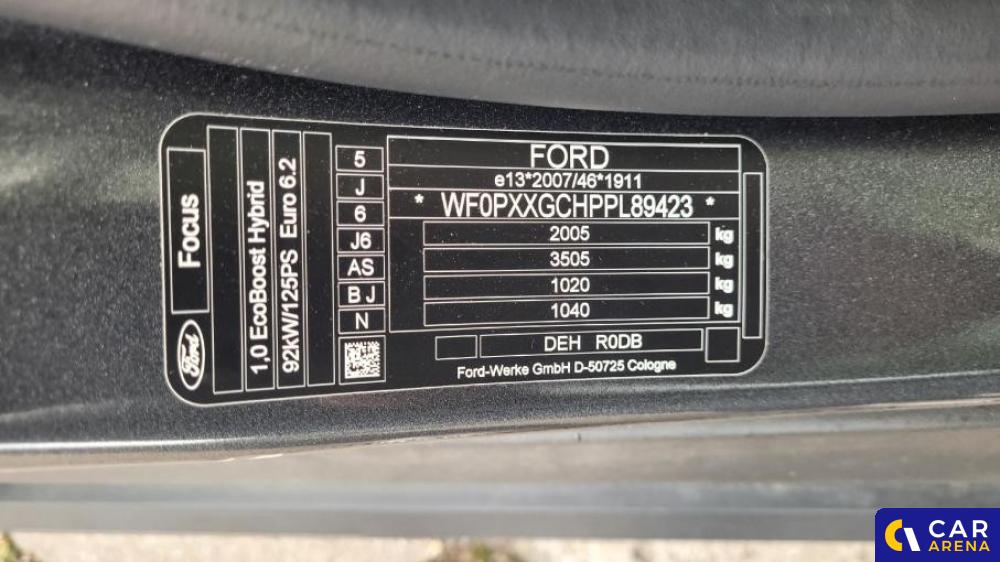 Focus
Ford
1,0 EcoBoost Hybrid
92kW/125PS Euro 6.2
5
J
6
J6
AS
B J
N
FORD
e13*2007/46*1911
* WF0PXXGCHPPL89423 *
2005 kg
3505 kg
1020 kg
1040 kg
DEH R0DB
Ford-Werke GmbH D-50725 Cologne
CAR
ARENA